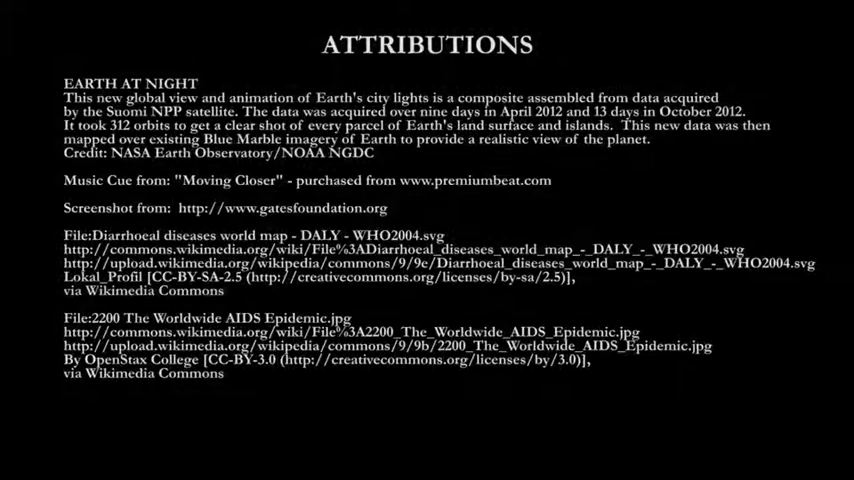 ATTRIBUTIONS
EARTH AT NIGHT
This new global view and animation of Earth's city lights is a composite assembled from data acquired
by the Suomi NPP satellite. The data was acquired over nine days in April 2012 and 13 days in October 2012.
It took 312 orbits to get a clear shot of every parcel of Earth's land surface and islands. This new data was then
mapped over existing Blue Marble imagery of Earth to provide a realistic view of the planet.
Credit: NASA Earth Observatory/NOAA NGDC
Music Cue from: "Moving Closer" - purchased from www.premiumbeat.com
Screenshot from: http://www.gatesfoundation.org
File:Diarrhoeal diseases world map - DALY - WHO2004.svg
http://commons.wikimedia.org/wiki/File%3ADiarrhoeal_diseases_world_map_-_DALY_-_WHO2004.svg
http://upload.wikimedia.org/wikipedia/commons/9/9e/Diarrhoeal_diseases_world_map_-_DALY_-_WHO2004.svg
Lokal_Profil [CC-BY-SA-2.5 (http://creativecommons.org/licenses/by-sa/2.5)],
via Wikimedia Commons
File:2200 The Worldwide AIDS Epidemic.jpg
http://commons.wikimedia.org/wiki/File%3A2200_The_Worldwide_AIDS_Epidemic.jpg
http://upload.wikimedia.org/wikipedia/commons/9/9b/2200_The_Worldwide_AIDS_Epidemic.jpg
By OpenStax College [CC-BY-3.0 (http://creativecommons.org/licenses/by/3.0)],
via Wikimedia Commons